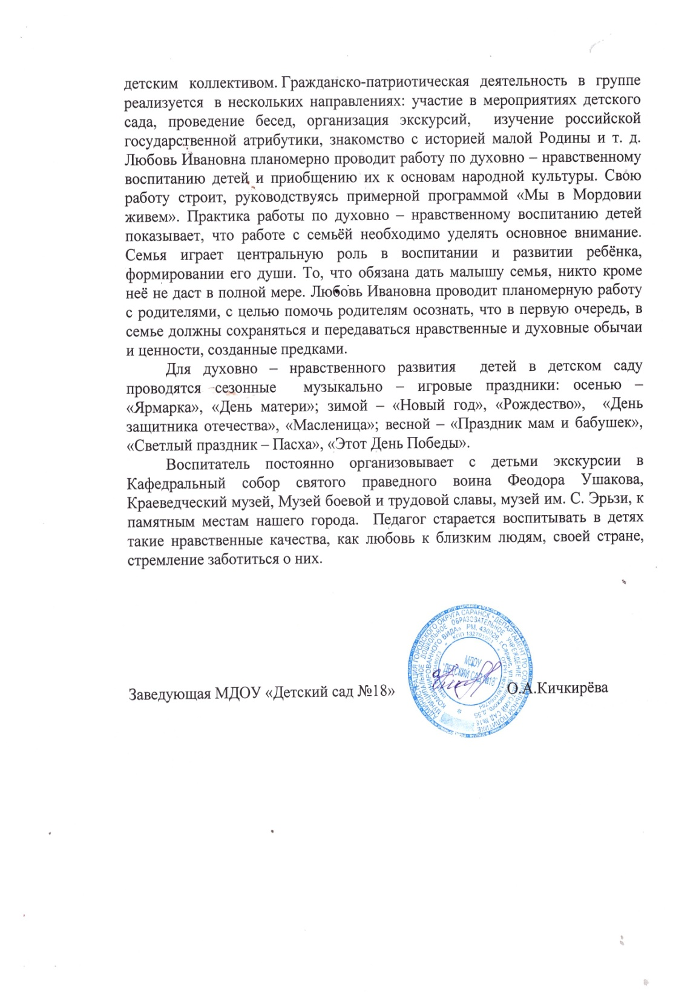 детским коллективом. Гражданско-патриотическая деятельность в группе
реализуется в нескольких направлениях: участие в мероприятиях детского
сада, проведение бесед, организация экскурсий, изучение российской
государственной атрибутики, знакомство с историей малой Родины и т. д.
Любовь Ивановна планомерно проводит работу по духовно – нравственному
воспитанию детей и приобщению их к основам народной культуры. Свою
работу строит, руководствуясь примерной программой «Мы в Мордовии
живем». Практика работы по духовно – нравственному воспитанию детей
показывает, что работе с семьёй необходимо уделять основное внимание.
Семья играет центральную роль в воспитании и развитии ребёнка,
формировании его души. То, что обязана дать малышу семья, никто кроме
неё не даст в полной мере. Любовь Ивановна проводит планомерную работу
с родителями, с целью помочь родителям осознать, что в первую очередь, в
семье должны сохраняться и передаваться нравственные и духовные обычаи
и ценности, созданные предками.
Для духовно – нравственного развития детей в детском саду
проводятся сезонные музыкально – игровые праздники: осенью –
«Ярмарка», «День матери»; зимой – «Новый год», «Рождество», «День
защитника отечества», «Масленица»; весной – «Праздник мам и бабушек»,
«Светлый праздник – Пасха», «Этот День Победы».
Воспитатель постоянно организовывает с детьми экскурсии в
Кафедральный собор святого праведного воина Феодора Ушакова,
Краеведческий музей, Музей боевой и трудовой славы, музей им. С. Эрьзи, к
памятным местам нашего города. Педагог старается воспитывать в детях
такие нравственные качества, как любовь к близким людям, своей стране,
стремление заботиться о них.
Заведующая МДОУ «Детский сад №18»
О.А.Кичкирёва
АДМИНИСТРАЦИЯ ГОРОДСКОГО ОКРУГА САРАНСК "ДЕПАРТАМЕНТ ПО СОЦИАЛЬНОЙ ПОЛИТИКЕ
МУНИЦИПАЛЬНОЕ ДОШКОЛЬНОЕ ОБРАЗОВАТЕЛЬНОЕ УЧРЕЖДЕНИЕ
КОМБИНИРОВАННОГО ВИДА» РМ, 430028, г.Саранск
МДОУ
"ДЕТСКИЙ САД №18"